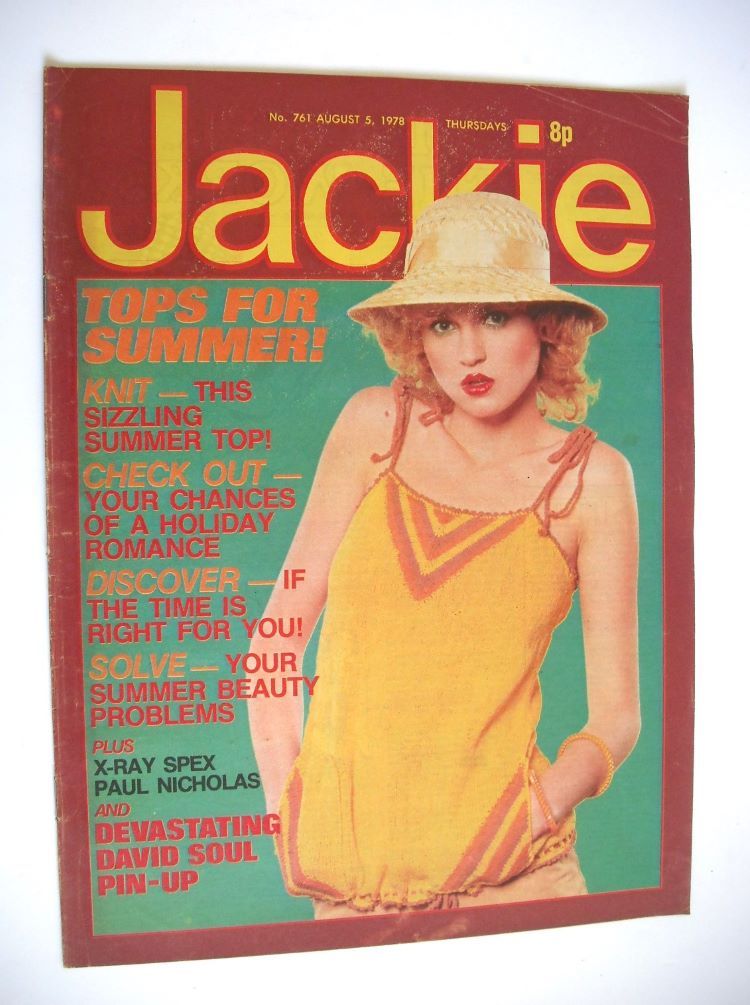 No. 761 AUGUST 5, 1978 THURSDAYS 8p
Jackie
TOPS FOR
SUMMER!
KNIT — THIS
SIZZLING
SUMMER TOP!
CHECK OUT —
YOUR CHANCES
OF A HOLIDAY
ROMANCE
DISCOVER — IF
THE TIME IS
RIGHT FOR YOU!
SOLVE — YOUR
SUMMER BEAUTY
PROBLEMS
PLUS
X-RAY SPEX
PAUL NICHOLAS
AND
DEVASTATING
DAVID SOUL
PIN-UP